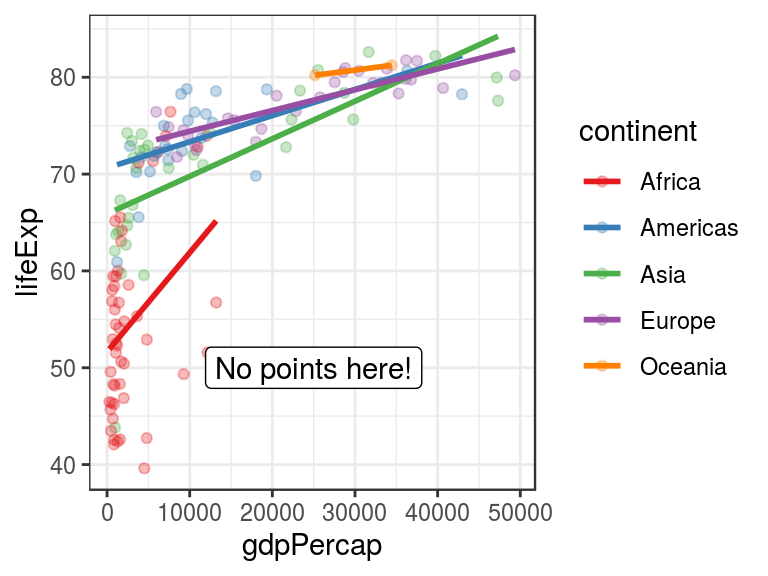 lifeExp
80
70
60
50
40
No points here!
0 10000 20000 30000 40000 50000
gdpPercap
continent
Africa
Americas
Asia
Europe
Oceania